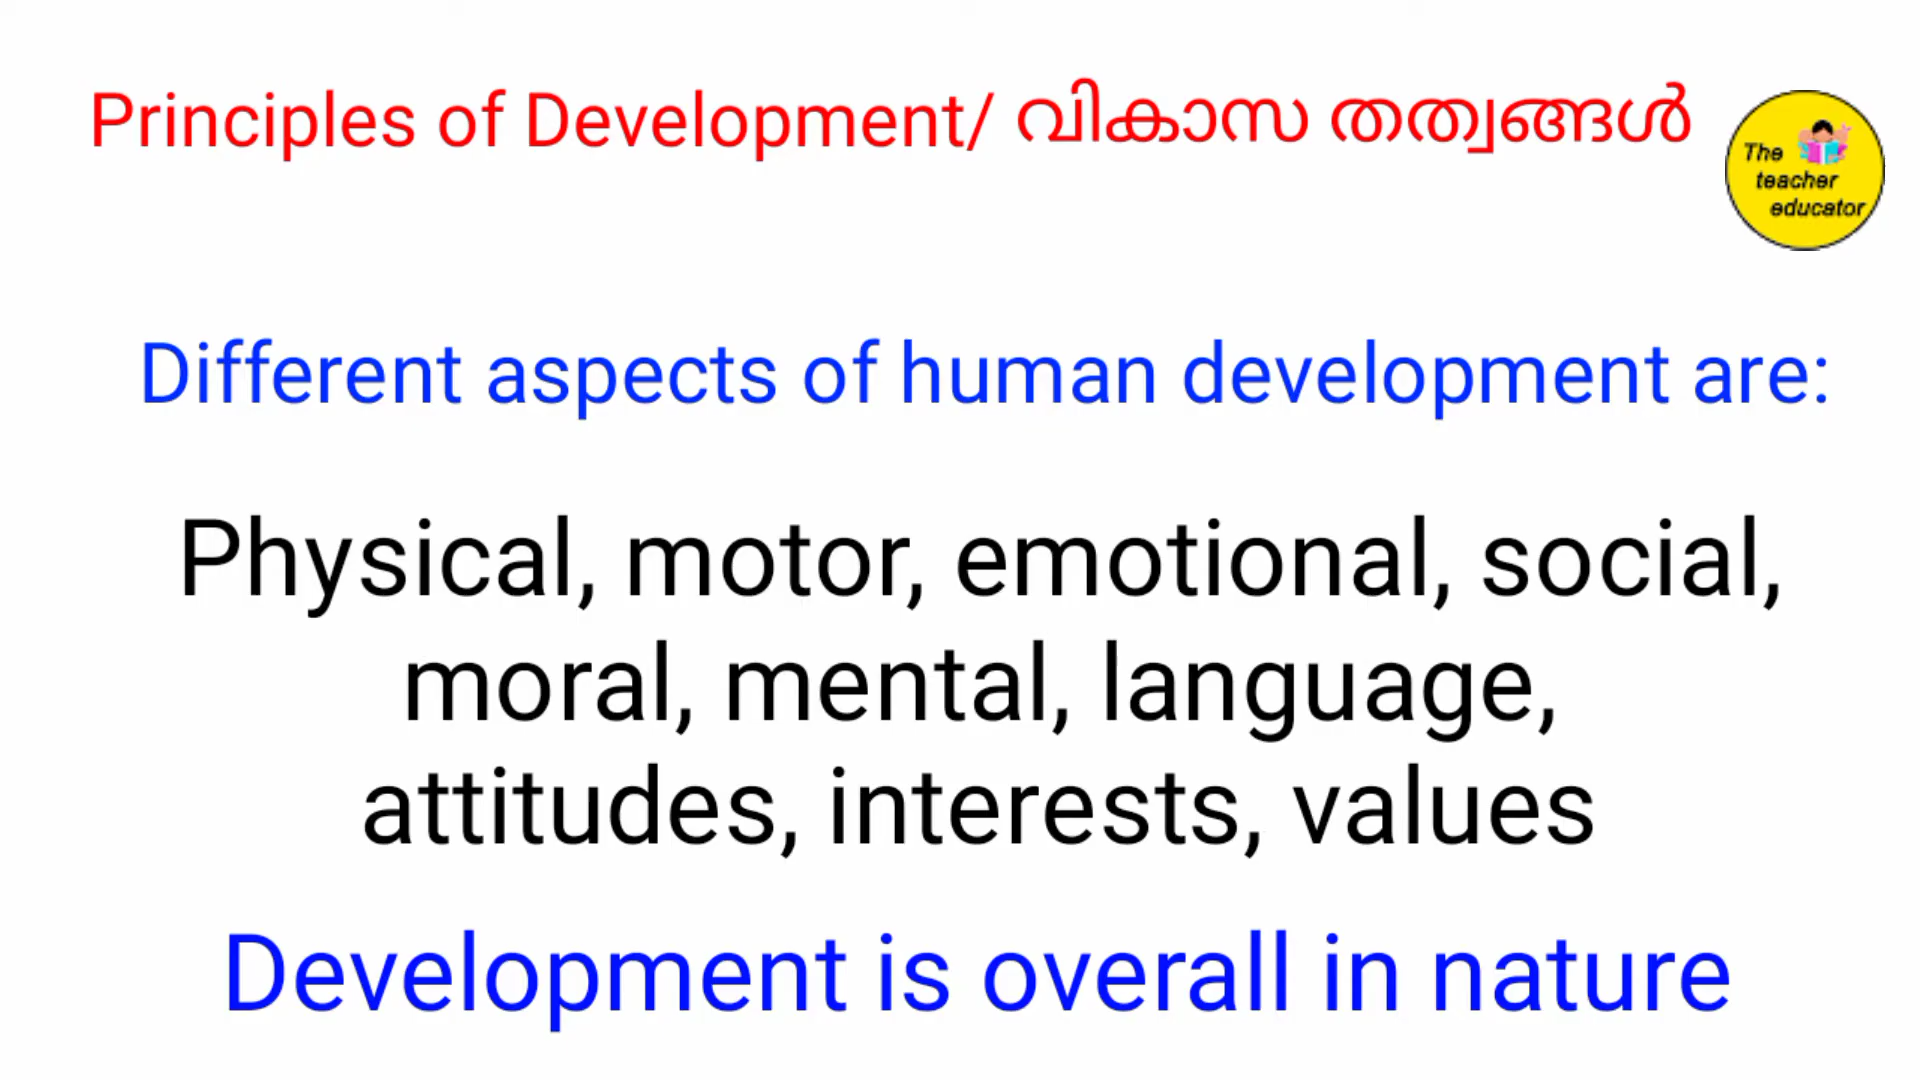 Principles of Development/ വികാസ തത്വങ്ങൾ
The
teacher
educator
Different aspects of human development are:
Physical, motor, emotional, social,
moral, mental, language,
attitudes, interests, values
Development is overall in nature